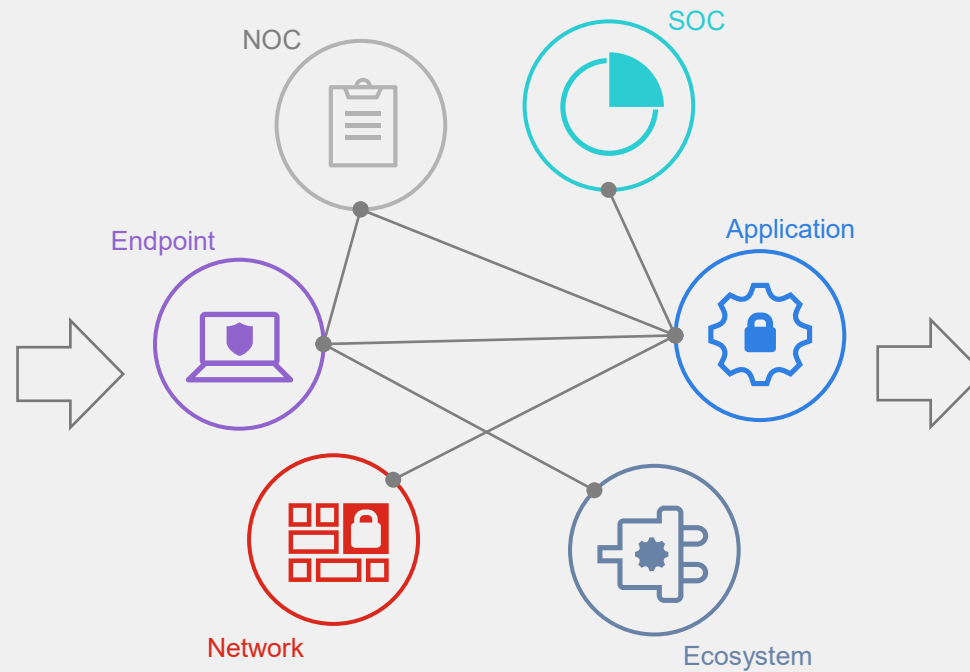 SOC
NOC
Application
Endpoint
Network
Ecosystem